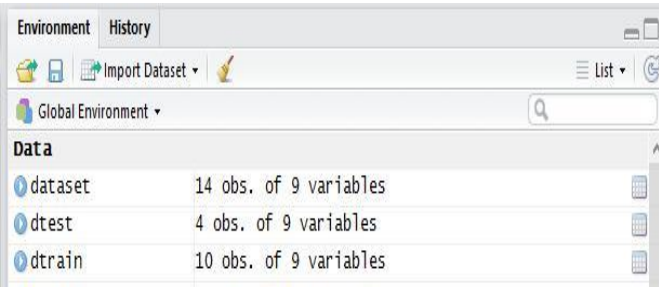 Environment History
Import Dataset List
Global Environment
Data
dataset 14 obs. of 9 variables
dtest 4 obs. of 9 variables
dtrain 10 obs. of 9 variables